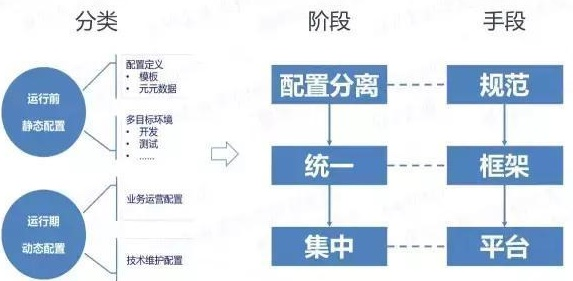 分类
阶段
手段
运行前
静态配置
配置定义
• 模板
• 元元数据
多目标环境
• 开发
• 测试
• ......
运行期
动态配置
业务运营配置
技术维护配置
配置分离
规范
统一
框架
集中
平台